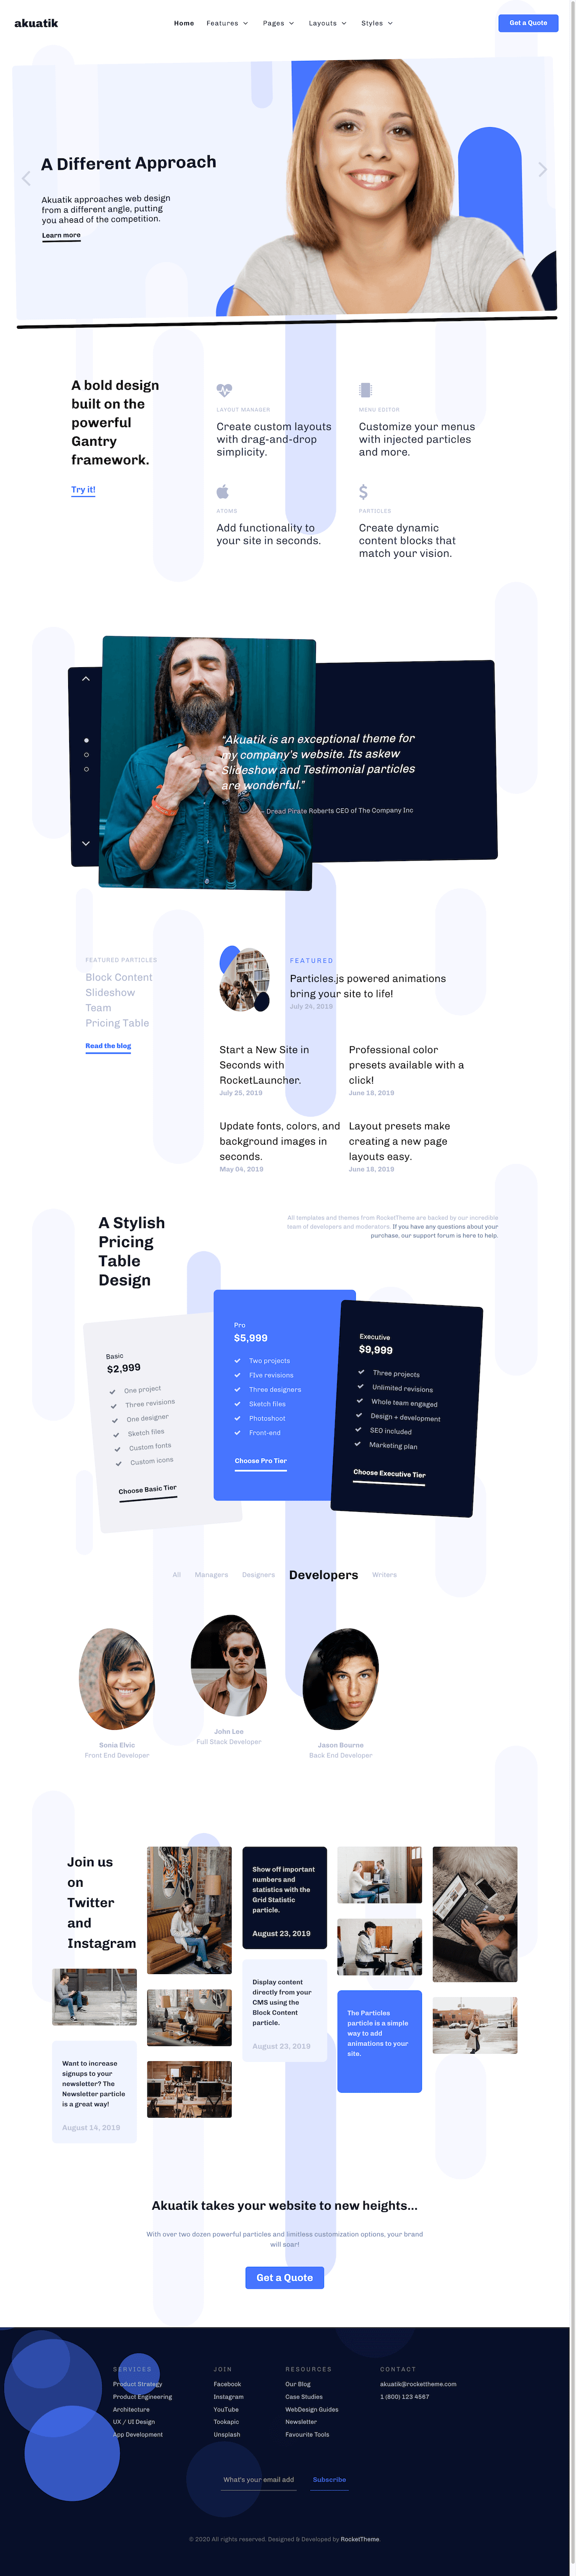 akuatik
Home Features Pages Layouts Styles
Get a Quote
A Different Approach
Akuatik approaches web design
from a different angle, putting
you ahead of the competition.
Learn more
A bold design
built on the
powerful
Gantry
framework.
Try it!
LAYOUT MANAGER
Create custom layouts
with drag-and-drop
simplicity.
MENU EDITOR
Customize your menus
with injected particles
and more.
ATOMS
Add functionality to
your site in seconds.
PARTICLES
Create dynamic
content blocks that
match your vision.
“Akuatik is an exceptional theme for
my company's website. Its askew
Slideshow and Testimonial particles
are wonderful.”
— Dread Pirate Roberts CEO of The Company Inc
FEATURED PARTICLES
Block Content
Slideshow
Team
Pricing Table
Read the blog
FEATURED
Particles.js powered animations
bring your site to life!
July 24, 2019
Start a New Site in
Seconds with
RocketLauncher.
July 25, 2019
Professional color
presets available with a
click!
June 18, 2019
Update fonts, colors, and
background images in
seconds.
May 04, 2019
Layout presets make
creating a new page
layouts easy.
June 18, 2019
A Stylish
Pricing
Table
Design
All templates and themes from RocketTheme are backed by our incredible
team of developers and moderators. If you have any questions about your
purchase, our support forum is here to help.
Basic
$2,999
One project
Three revisions
One designer
Sketch files
Custom fonts
Custom icons
Choose Basic Tier
Pro
$5,999
Two projects
FIve revisions
Three designers
Sketch files
Photoshoot
Front-end
Choose Pro Tier
Executive
$9,999
Three projects
Unlimited revisions
Whole team engaged
Design + development
SEO included
Marketing plan
Choose Executive Tier
All Managers Designers Developers Writers
Sonia Elvic
Front End Developer
John Lee
Full Stack Developer
Jason Bourne
Back End Developer
Join us
on
Twitter
and
Instagram
Want to increase
signups to your
newsletter? The
Newsletter particle
is a great way!
August 14, 2019
Show off important
numbers and
statistics with the
Grid Statistic
particle.
August 23, 2019
Display content
directly from your
CMS using the
Block Content
particle.
August 23, 2019
The Particles
particle is a simple
way to add
animations to your
site.
Akuatik takes your website to new heights...
With over two dozen powerful particles and limitless customization options, your brand
will soar!
Get a Quote
SERVICES
Product Strategy
Product Engineering
Architecture
UX / UI Design
App Development
JOIN
Facebook
Instagram
YouTube
Tookapic
Unsplash
RESOURCES
Our Blog
Case Studies
WebDesign Guides
Newsletter
Favourite Tools
CONTACT
akuatik@rockettheme.com
1 (800) 123 4567
What's your email add
Subscribe
© 2020 All rights reserved. Designed & Developed by RocketTheme.